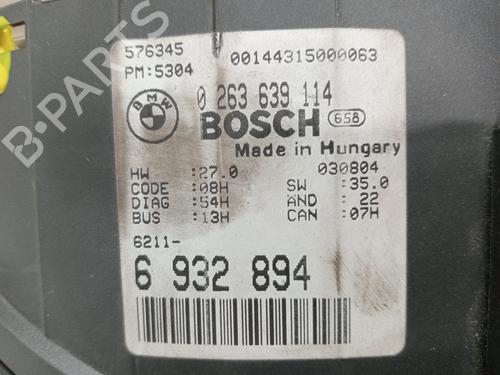 576345 00144315000063
PM:5304
BMW
0 263 639 114
BOSCH 658
Made in Hungary
HW :27.0 030804
CODE :08H SW :35.0
DIAG :54H AND : 22
BUS :13H CAN :07H
6211-
6 932 894
B-PARTS